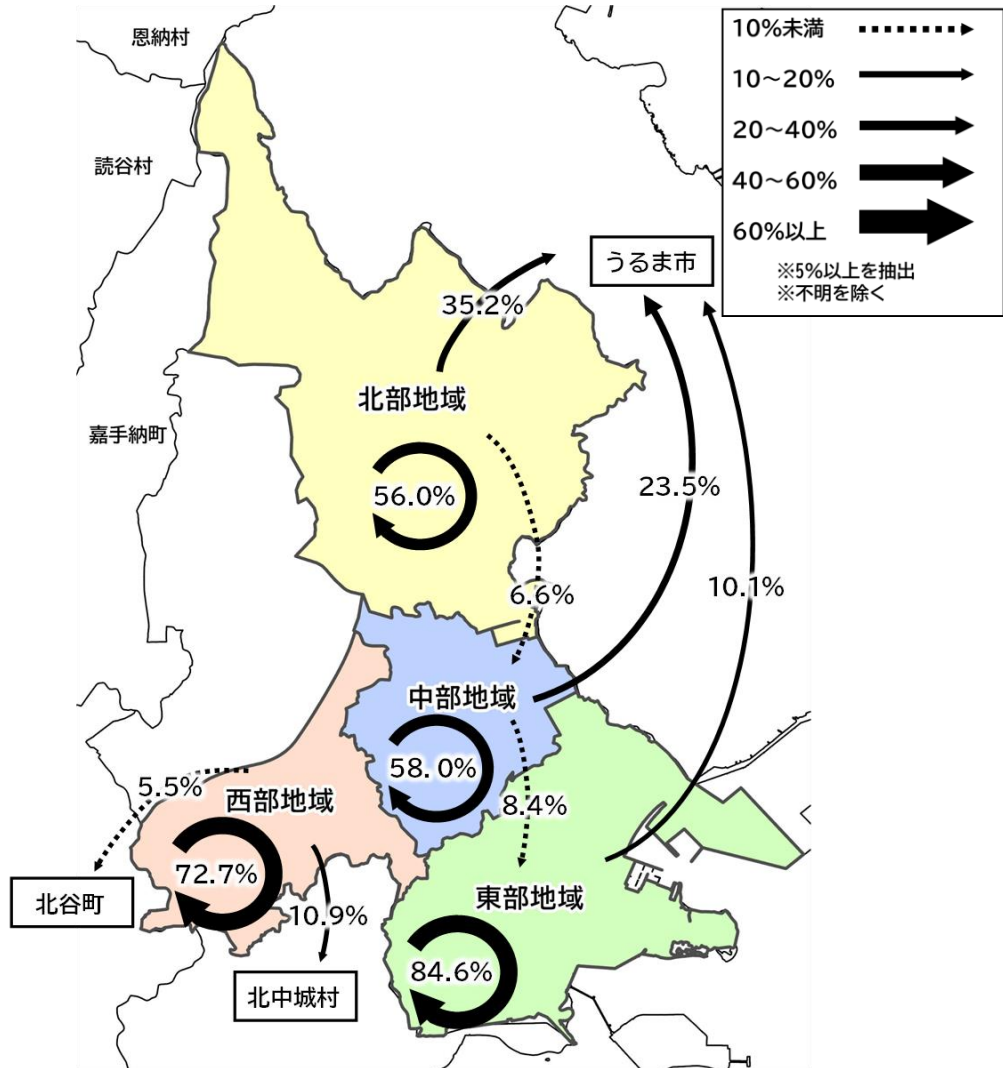 恩納村
読谷村
嘉手納町
10%未満
10～20%
20～40%
40～60%
60%以上
※5%以上を抽出
※不明を除く
うるま市
35.2%
北部地域
56.0%
23.5%
10.1%
6.6%
中部地域
58.0%
8.4%
5.5%
西部地域
72.7%
北谷町
10.9%
北中城村
東部地域
84.6%